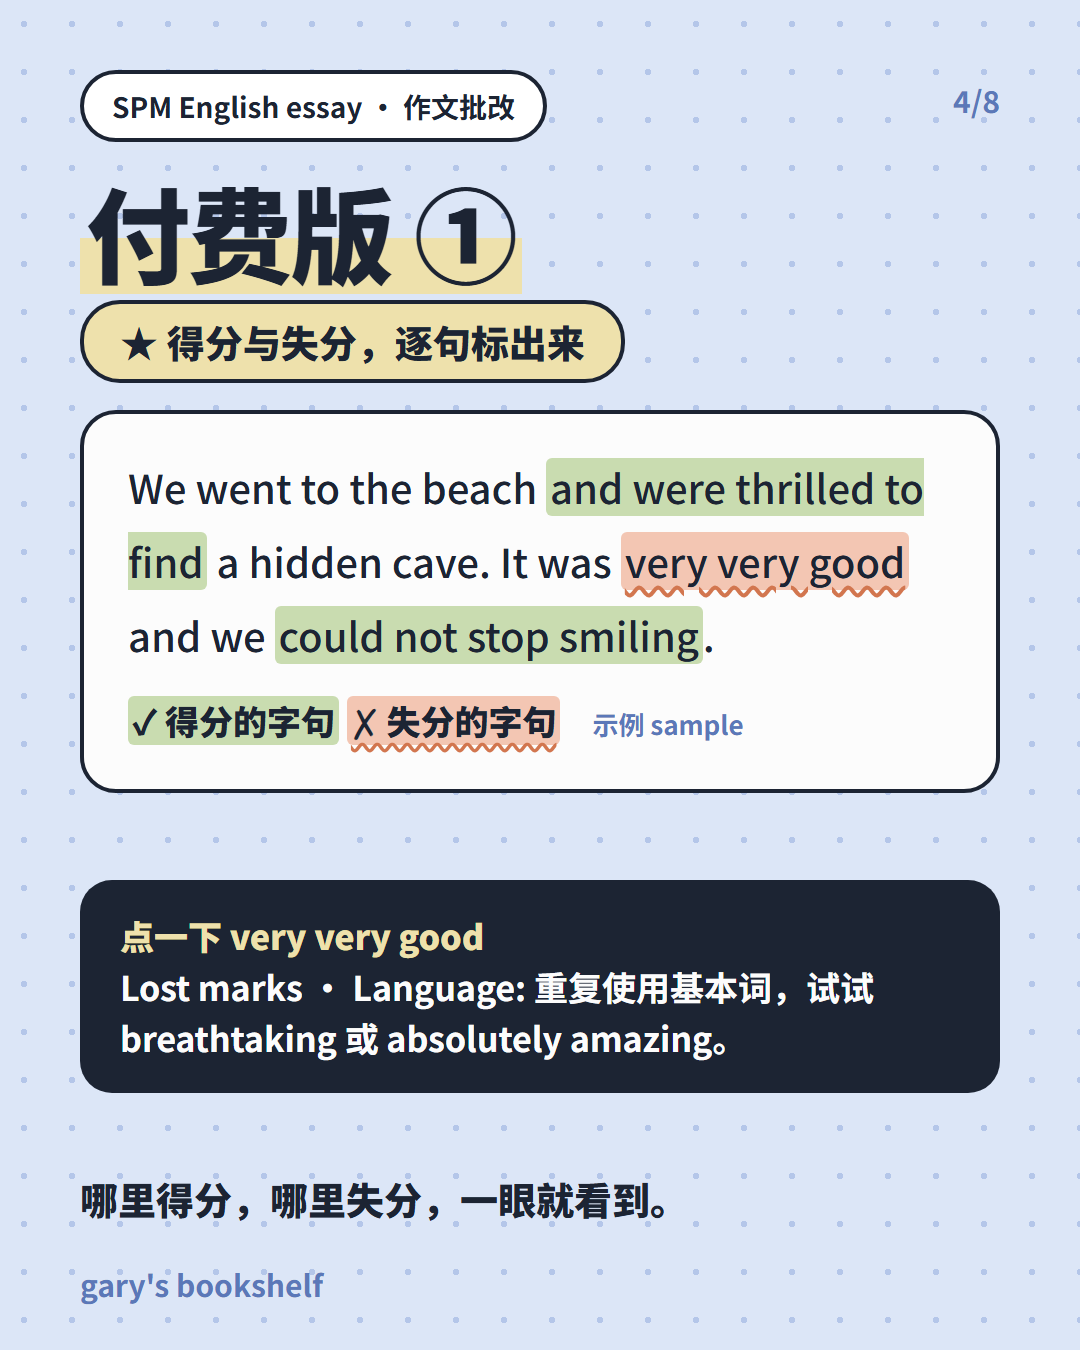 SPM English essay · 作文批改
4/8
付费版 ①
★ 得分与失分，逐句标出来
We went to the beach and were thrilled to
find a hidden cave. It was very very good
and we could not stop smiling.
✓ 得分的字句 ✗ 失分的字句 示例 sample
点一下 very very good
Lost marks · Language: 重复使用基本词，试试
breathtaking 或 absolutely amazing。
哪里得分，哪里失分，一眼就看到。
gary's bookshelf